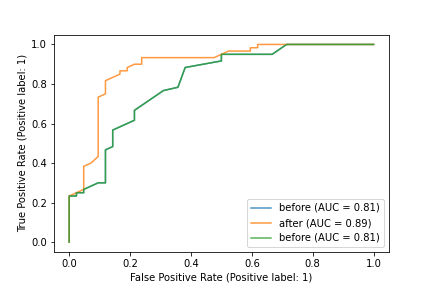 1.0
0.8
0.6
0.4
0.2
0.0
True Positive Rate (Positive label: 1)
before (AUC = 0.81)
after (AUC = 0.89)
before (AUC = 0.81)
0.0 0.2 0.4 0.6 0.8 1.0
False Positive Rate (Positive label: 1)